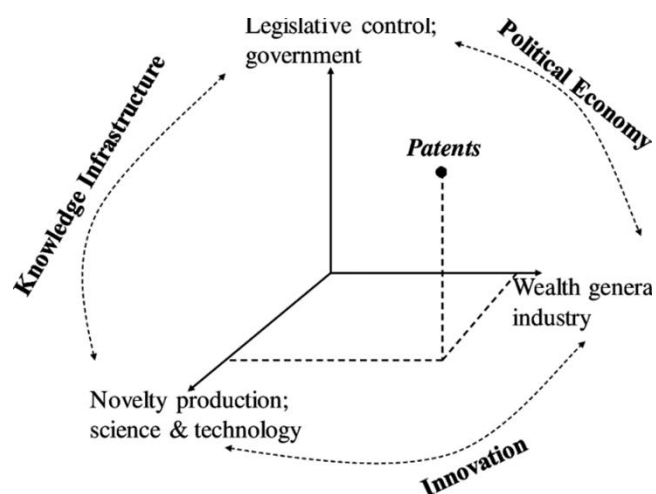 Legislative control;
government
Political Economy
Knowledge Infrastructure
Patents
Wealth genera
industry
Novelty production;
science & technology
Innovation